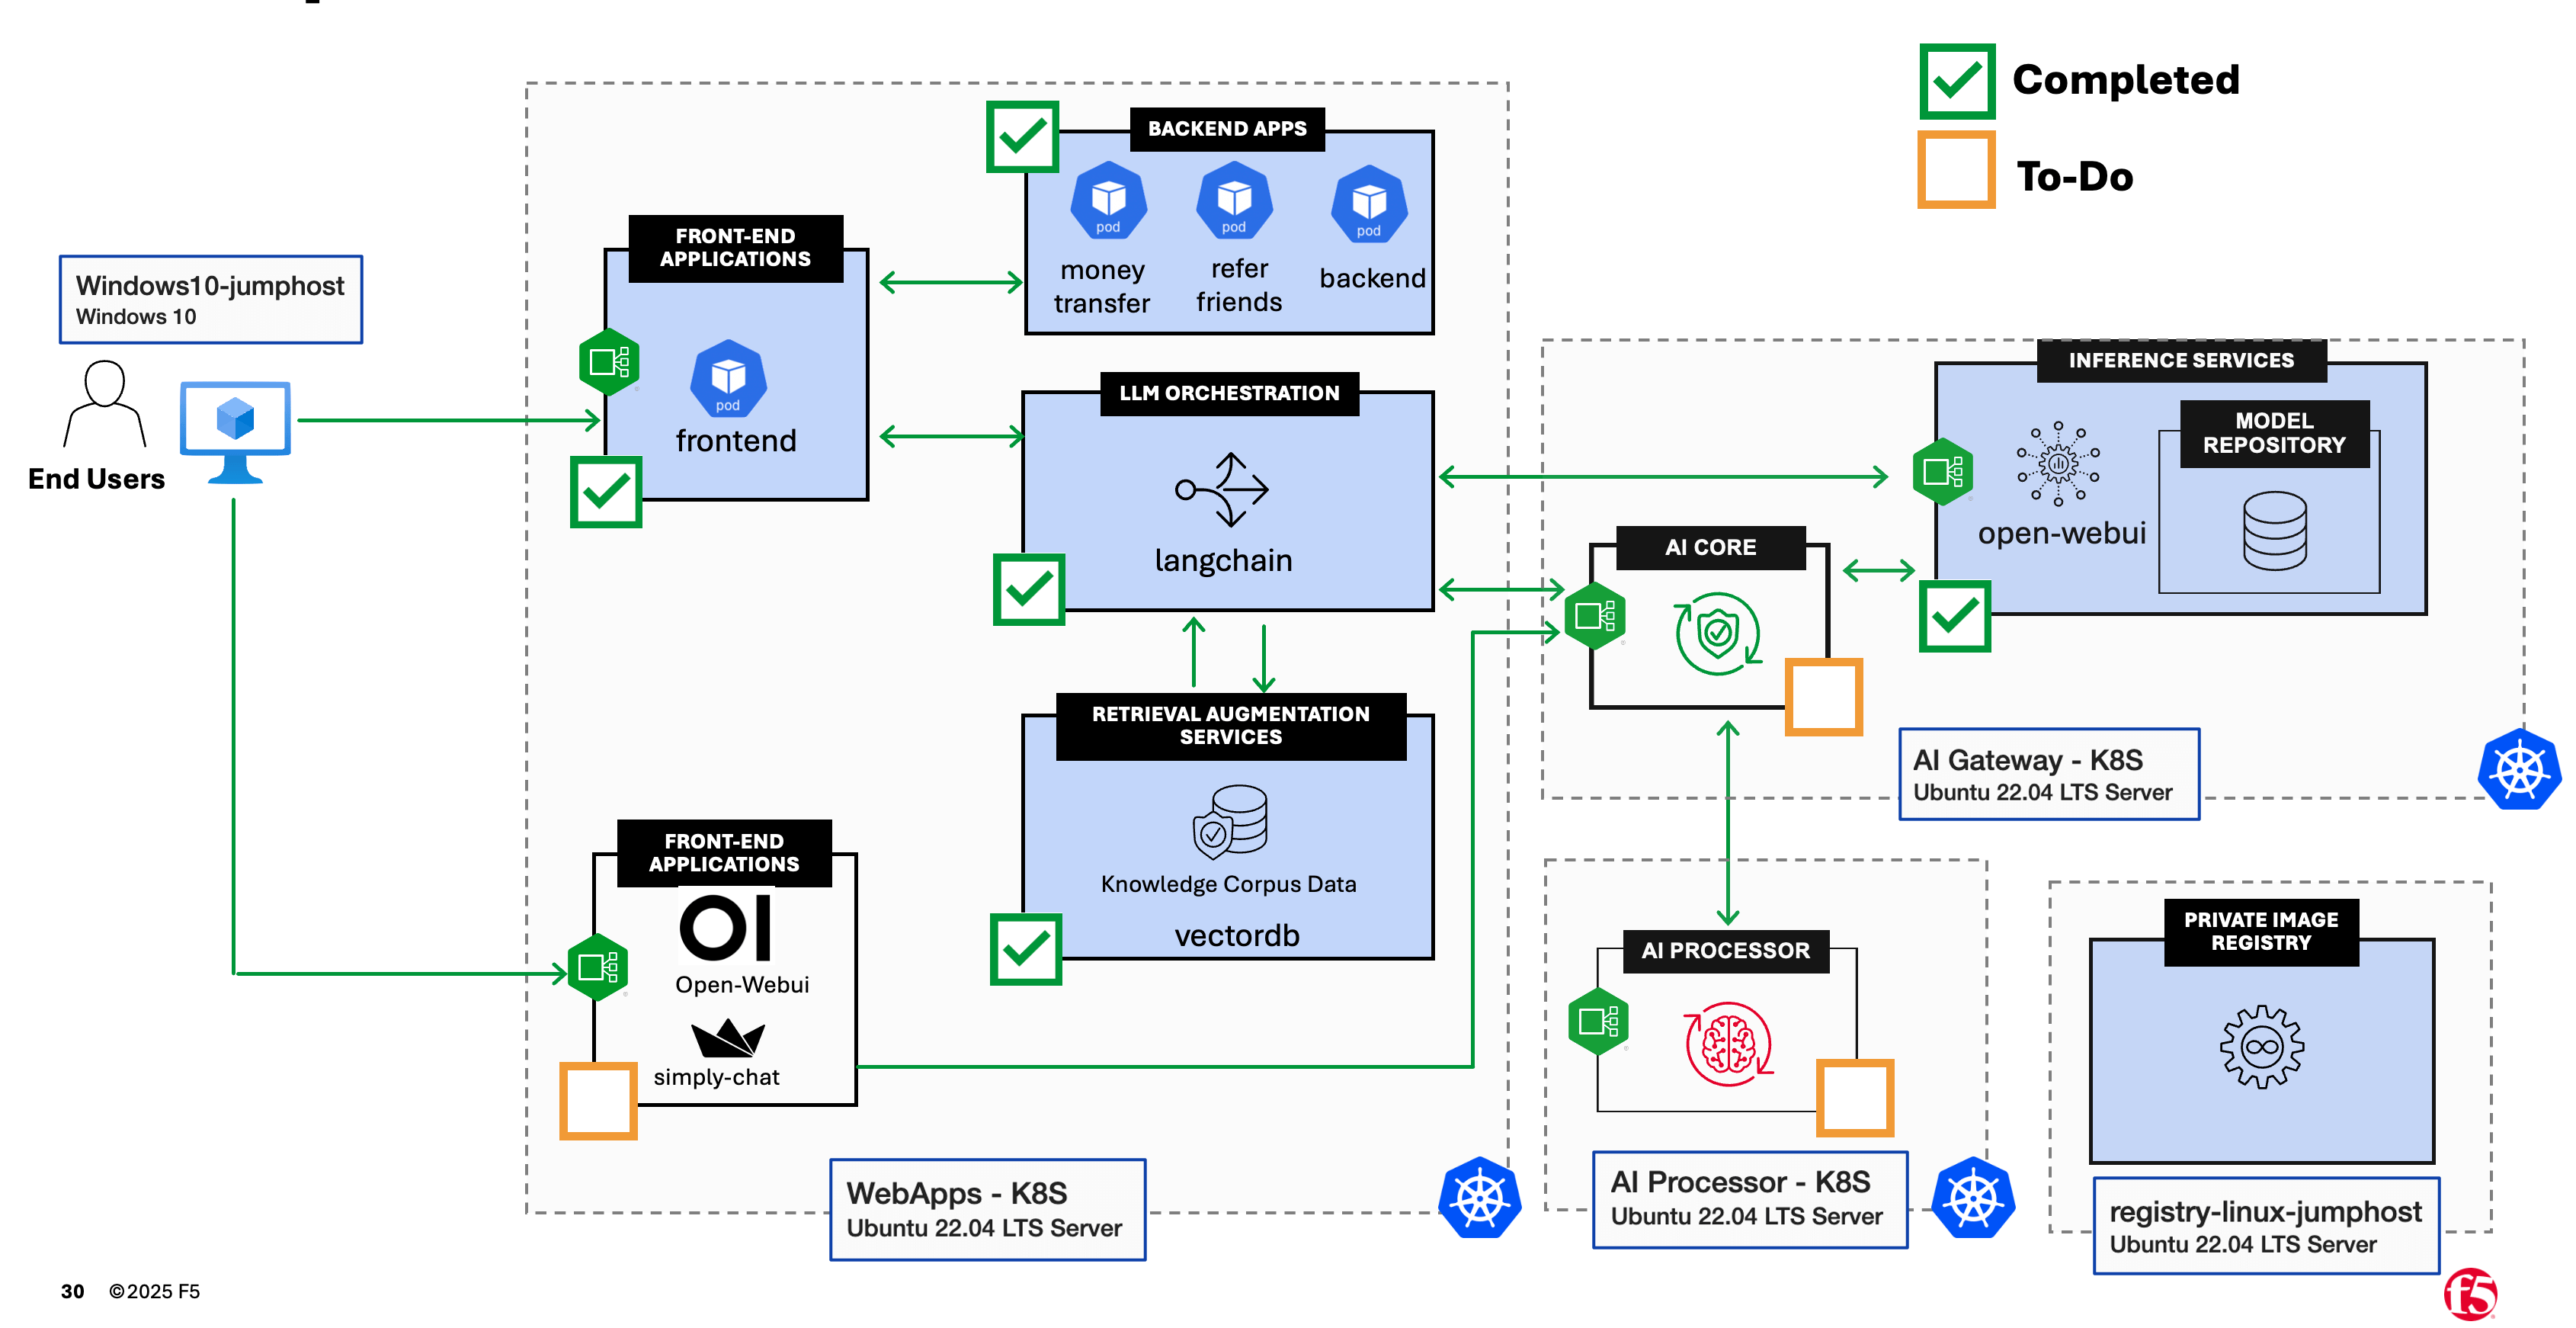 Completed
To-Do
BACKEND APPS
pod
pod
pod
money
transfer
refer
friends
backend
FRONT-END
APPLICATIONS
pod
frontend
Windows10-jumphost
Windows 10
End Users
LLM ORCHESTRATION
langchain
INFERENCE SERVICES
MODEL
REPOSITORY
open-webui
AI CORE
AI Gateway - K8S
Ubuntu 22.04 LTS Server
RETRIEVAL AUGMENTATION
SERVICES
Knowledge Corpus Data
vectordb
FRONT-END
APPLICATIONS
OI
Open-Webui
simply-chat
AI PROCESSOR
PRIVATE IMAGE
REGISTRY
WebApps - K8S
Ubuntu 22.04 LTS Server
AI Processor - K8S
Ubuntu 22.04 LTS Server
registry-linux-jumphost
Ubuntu 22.04 LTS Server
30 ©2025 F5
f5